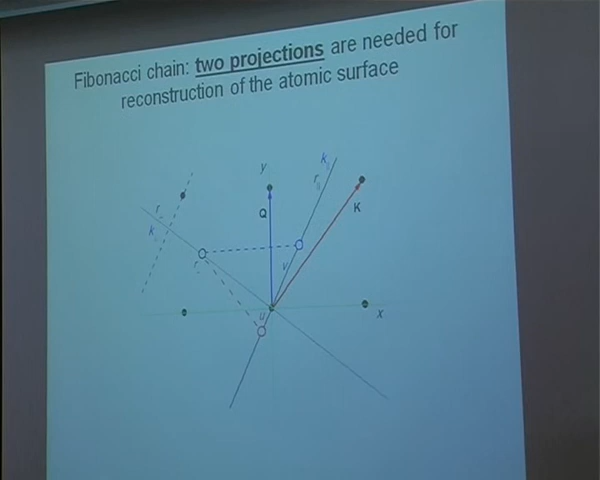 Fibonacci chain: two projections are needed for
reconstruction of the atomic surface
y
k
r
Q
K
r
k
r
v
u
x